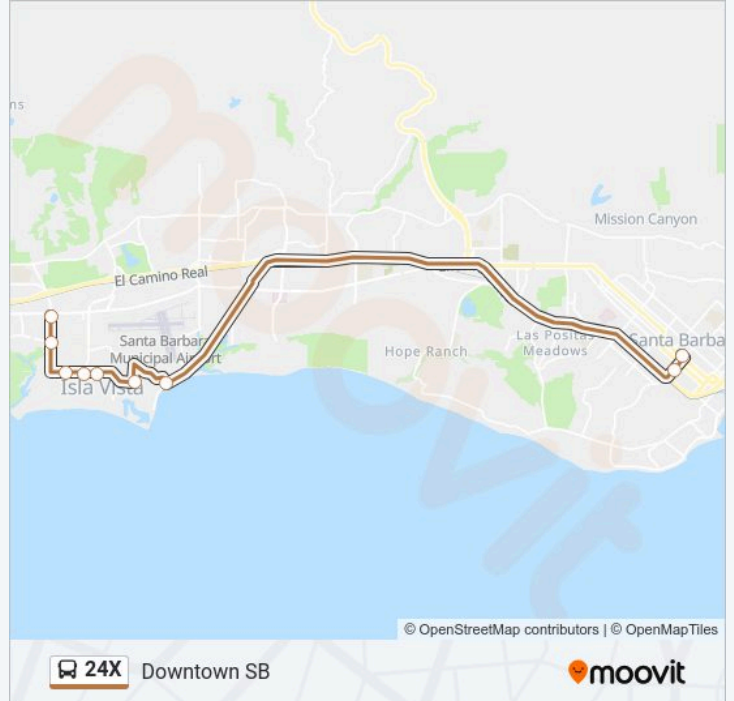 ns
Mission Canyon
El Camino Real
Santa Barbara
Municipal Airport
Las Positas
Meadows
Santa Barba
Hope Ranch
Isla Vista
moovit
© OpenStreetMap contributors | © OpenMapTiles
24X
Downtown SB
moovit